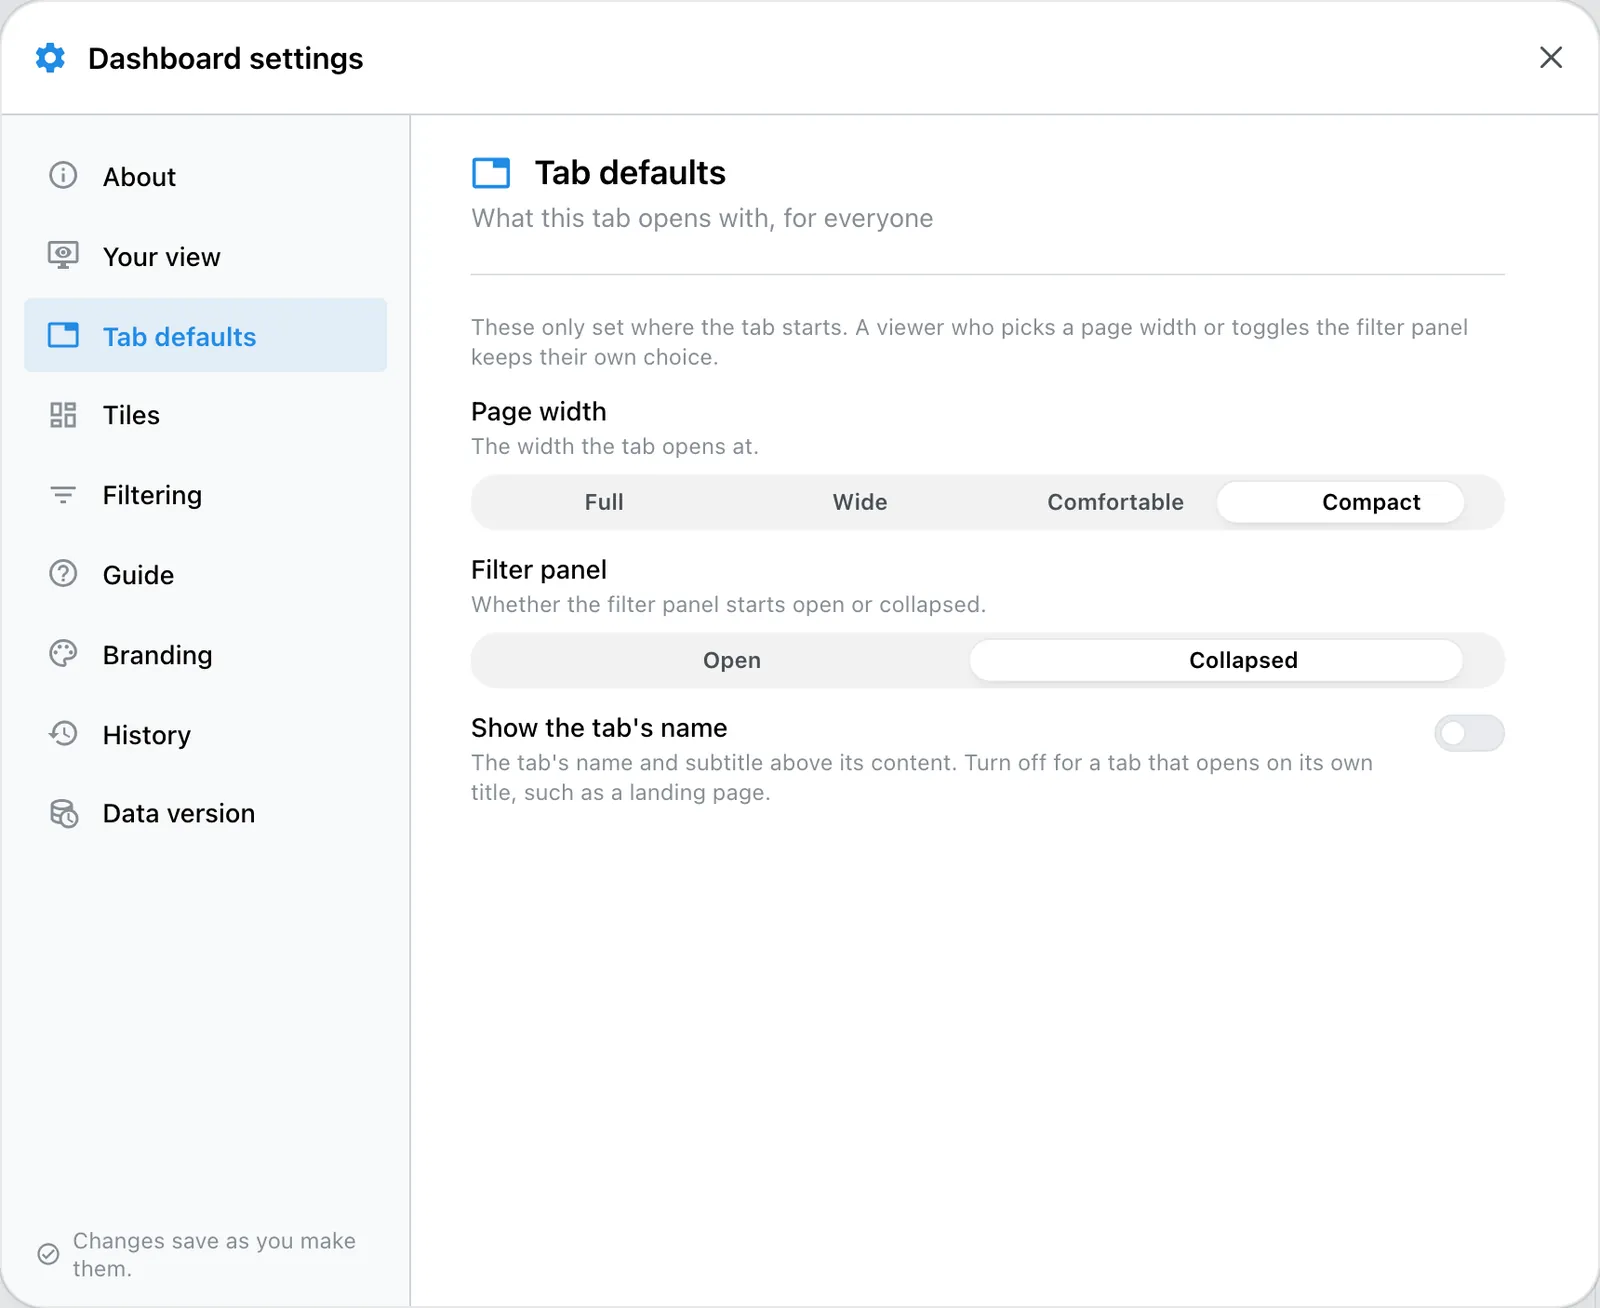 Dashboard settings
About
Your view
Tab defaults
Tiles
Filtering
Guide
Branding
History
Data version
Changes save as you make
them.
Tab defaults
What this tab opens with, for everyone
These only set where the tab starts. A viewer who picks a page width or toggles the filter panel
keeps their own choice.
Page width
The width the tab opens at.
Full Wide Comfortable Compact
Filter panel
Whether the filter panel starts open or collapsed.
Open Collapsed
Show the tab's name
The tab's name and subtitle above its content. Turn off for a tab that opens on its own
title, such as a landing page.